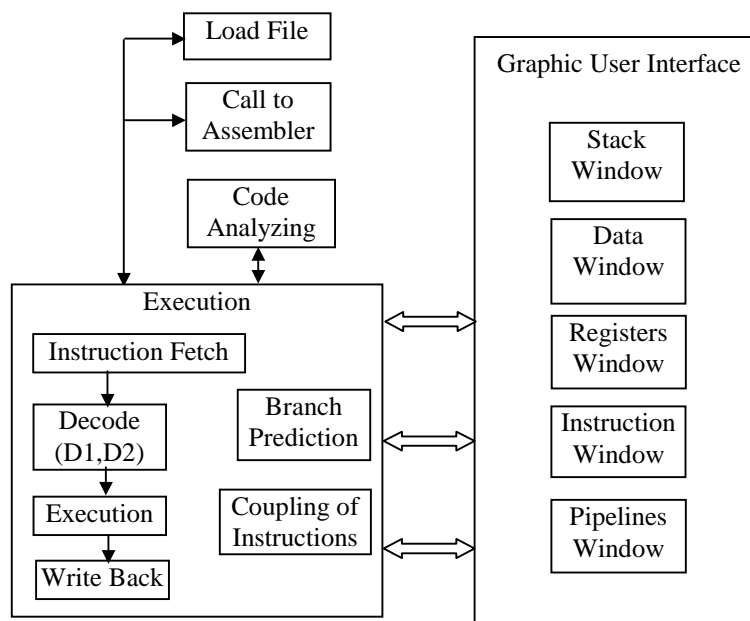 Load File
Call to
Assembler
Code
Analyzing
Execution
Instruction Fetch
Decode
(D1,D2)
Execution
Write Back
Branch
Prediction
Coupling of
Instructions
Graphic User Interface
Stack
Window
Data
Window
Registers
Window
Instruction
Window
Pipelines
Window